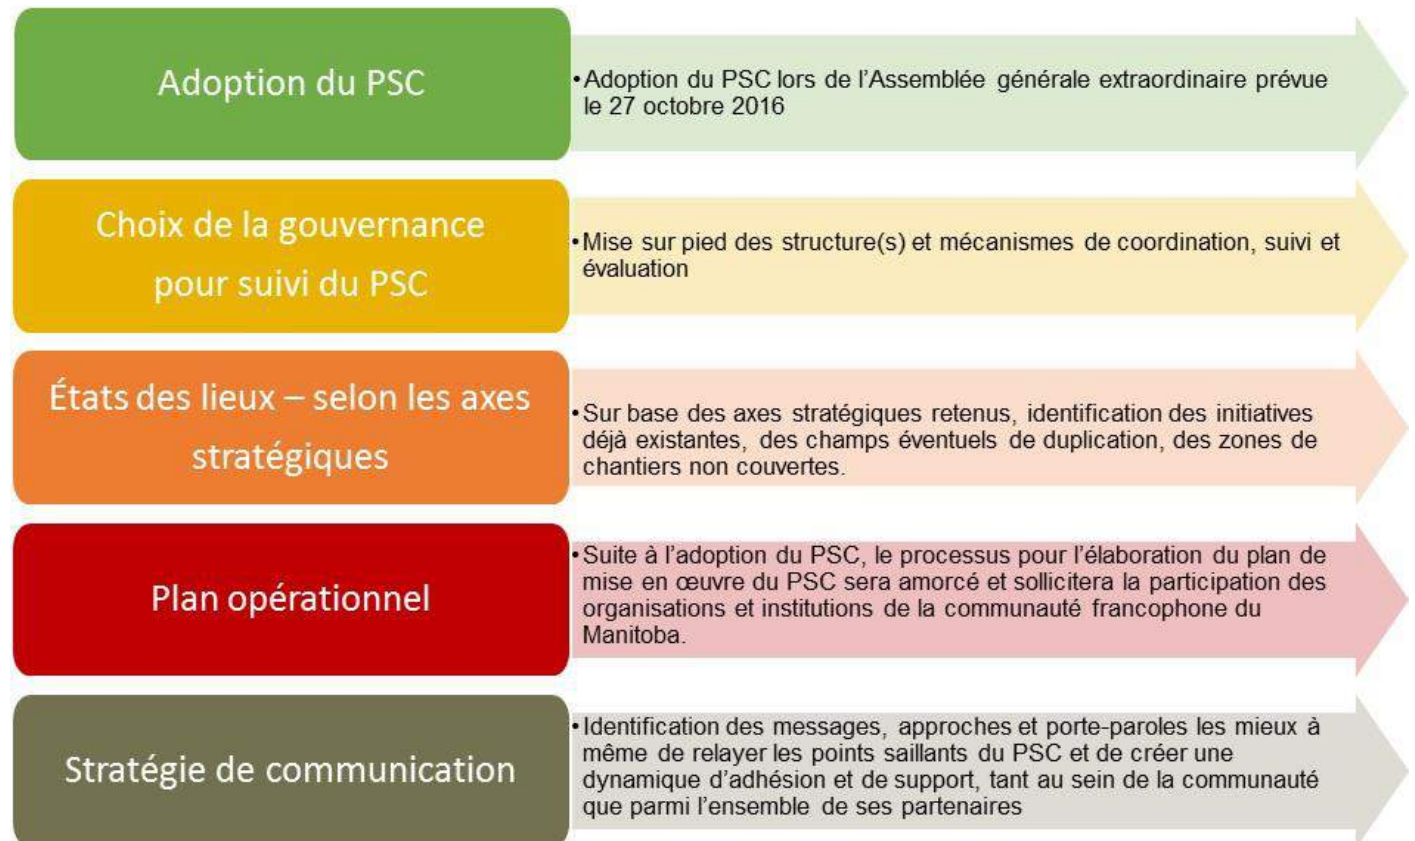 Adoption du PSC
•Adoption du PSC lors de l'Assemblée générale extraordinaire prévue
le 27 octobre 2016
Choix de la gouvernance
pour suivi du PSC
•Mise sur pied des structure(s) et mécanismes de coordination, suivi et
évaluation
États des lieux – selon les axes
stratégiques
•Sur base des axes stratégiques retenus, identification des initiatives
déjà existantes, des champs éventuels de duplication, des zones de
chantiers non couvertes.
Plan opérationnel
•Suite à l'adoption du PSC, le processus pour l'élaboration du plan de
mise en œuvre du PSC sera amorcé et sollicitera la participation des
organisations et institutions de la communauté francophone du
Manitoba.
Stratégie de communication
•Identification des messages, approches et porte-paroles les mieux à
même de relayer les points saillants du PSC et de créer une
dynamique d'adhésion et de support, tant au sein de la communauté
que parmi l'ensemble de ses partenaires